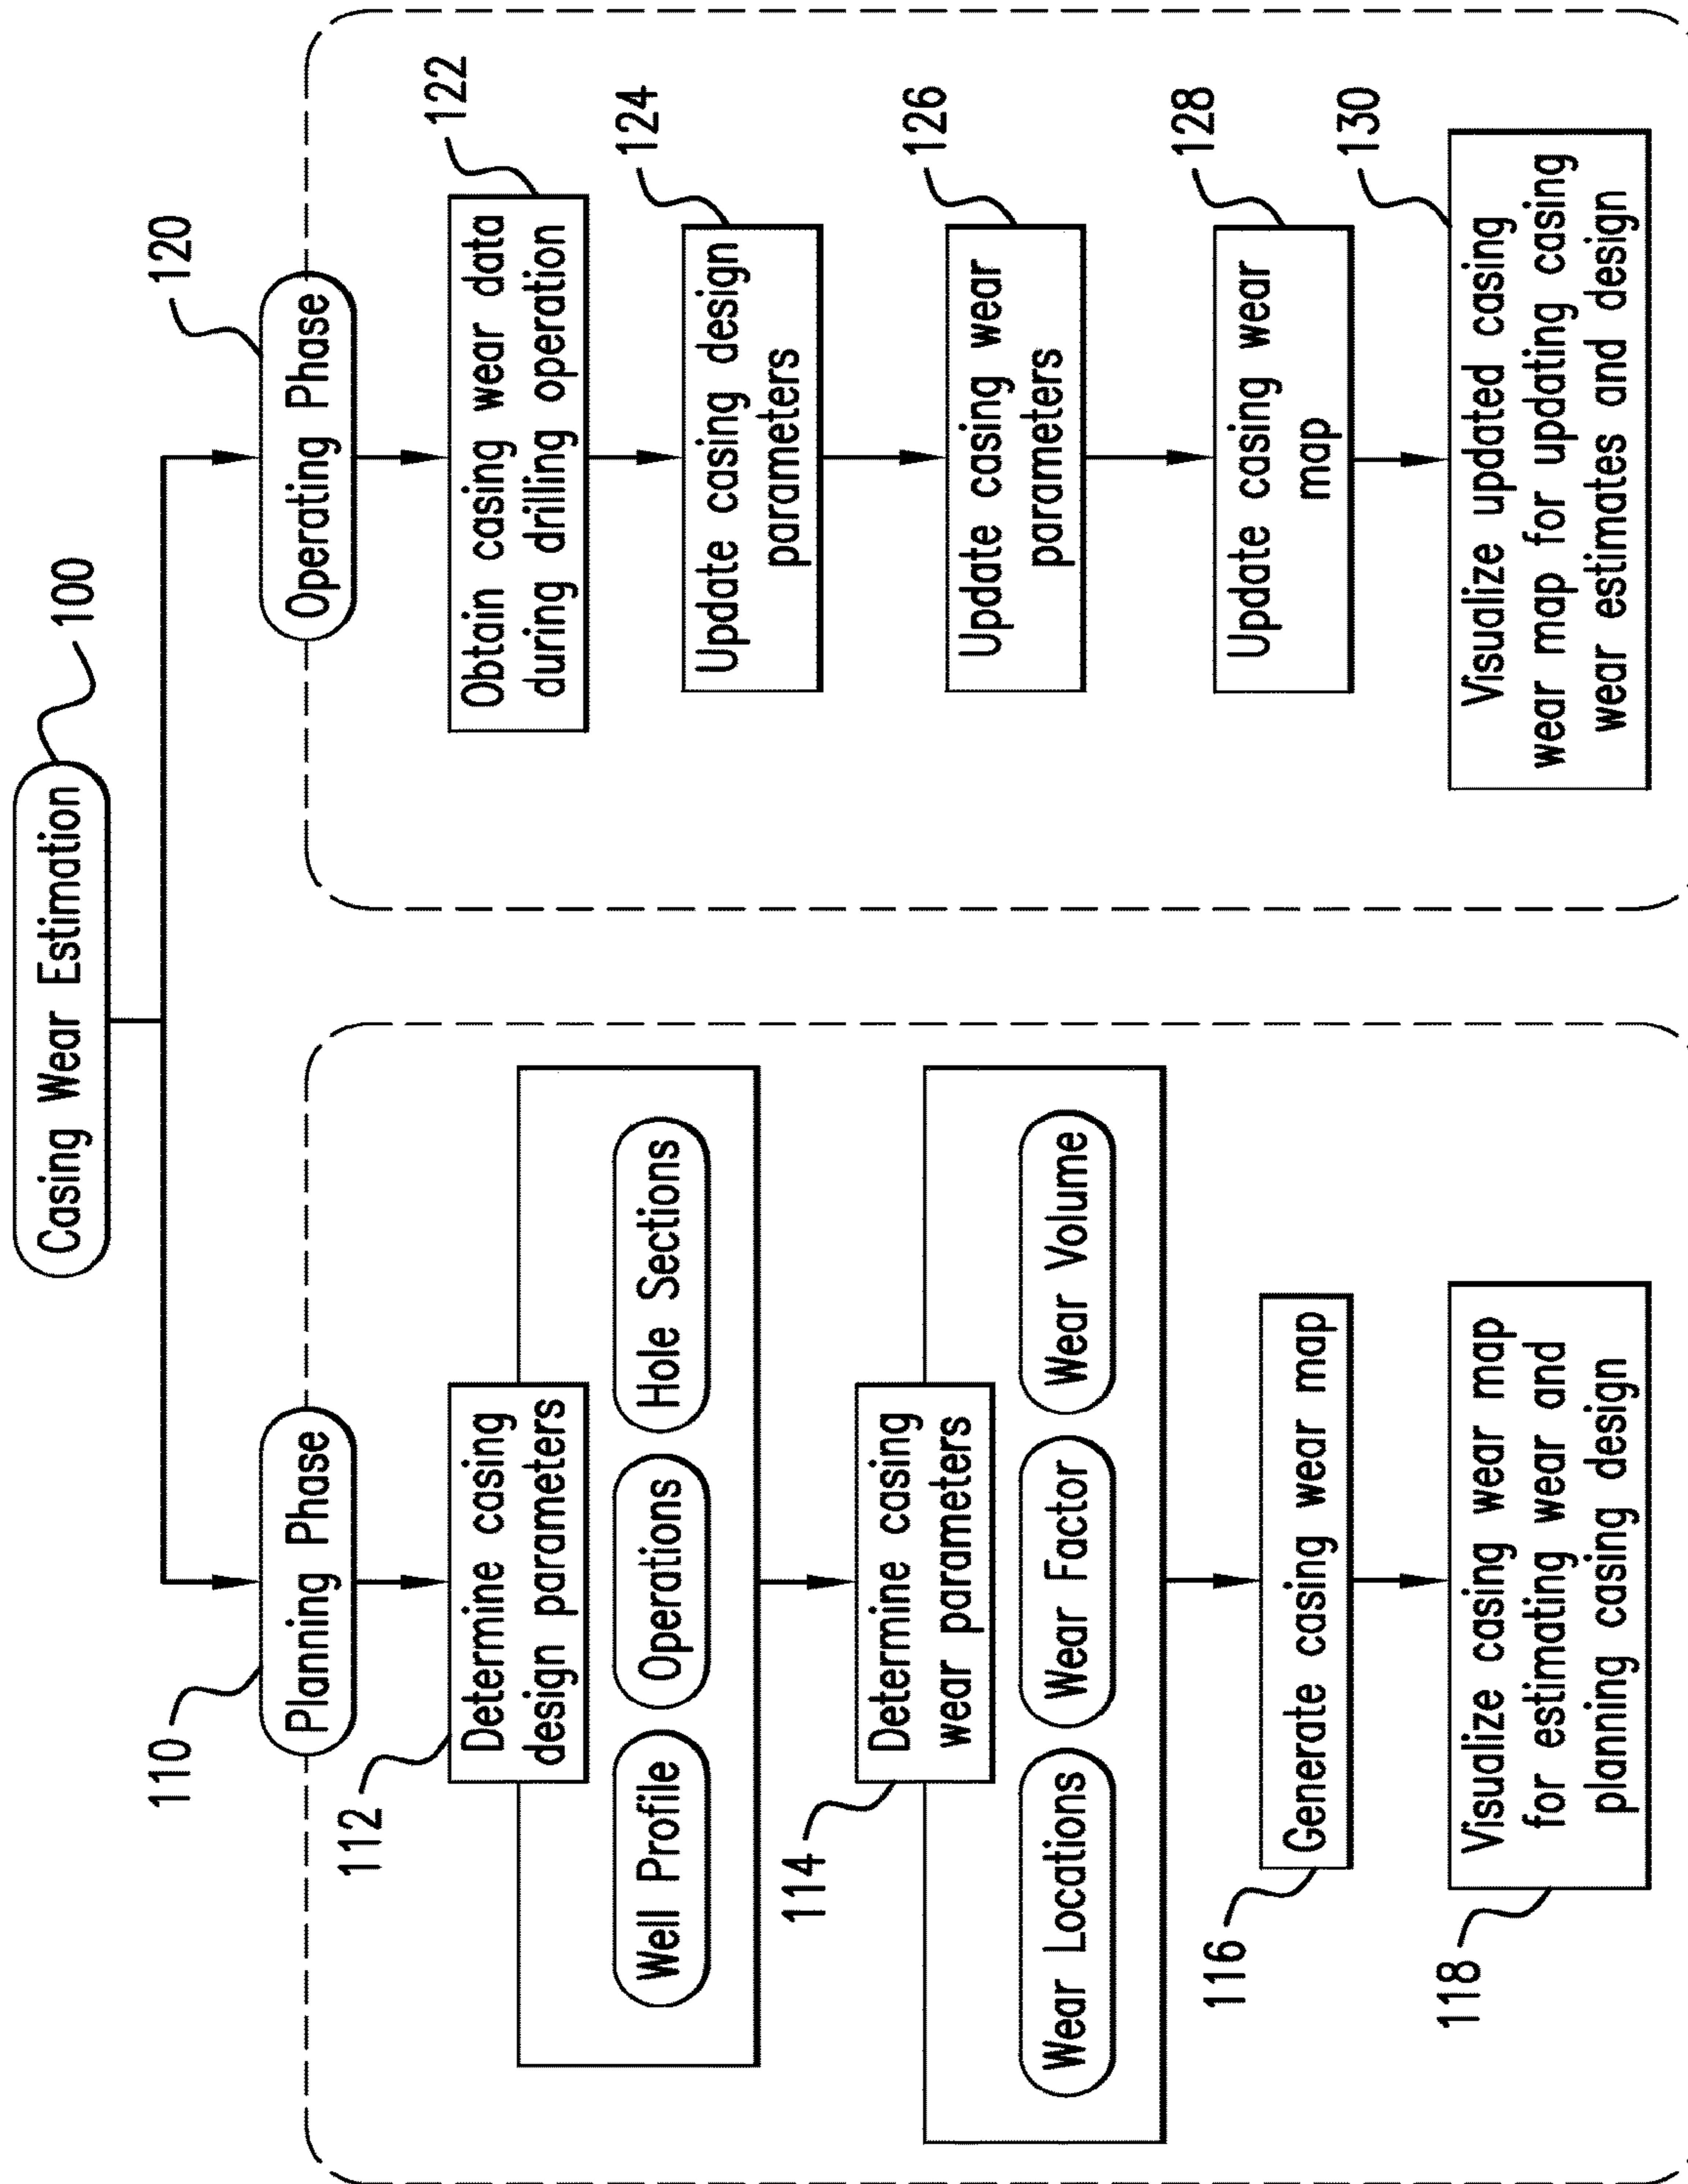 Casing Wear Estimation
100
110
Planning Phase
112
Determine casing
design parameters
Well Profile
Operations
Hole Sections
114
Determine casing
wear parameters
Wear Locations
Wear Factor
Wear Volume
116
Generate casing wear map
118
Visualize casing wear map
for estimating wear and
planning casing design
120
Operating Phase
122
Obtain casing wear data
during drilling operation
124
Update casing design
parameters
126
Update casing wear
parameters
128
Update casing wear
map
130
Visualize updated casing
wear map for updating casing
wear estimates and design